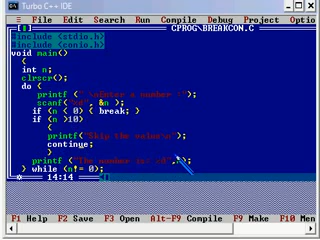 Turbo C++ IDE
≡ File Edit Search Run Compile Debug Project Optio
[■] CPROG\BREAKCON.C
#include <stdio.h>
#include <conio.h>
void main()
{
int n;
clrscr();
do {
printf (" \nEnter a number :");
scanf("%d", &n );
if (n < 0) { break; }
if (n >10)
{
printf("Skip the value\n");
continue;
}
printf ("The number is: %d",
} while (n!= 0);
14:14
F1 Help F2 Save F3 Open Alt-F9 Compile F9 Make F10 Men